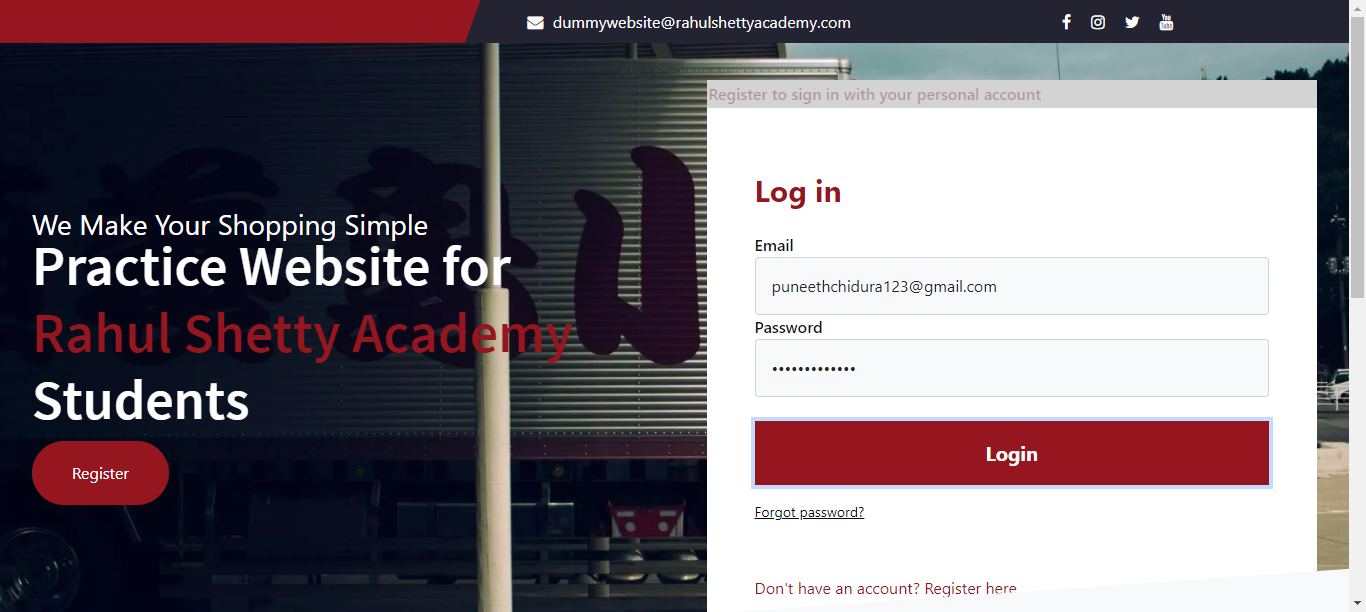 dummywebsite@rahulshettyacademy.com
Register to sign in with your personal account
We Make Your Shopping Simple
Practice Website for
Rahul Shetty Academy
Students
Register
Log in
Email
puneethchidura123@gmail.com
Password
•••••••••••••
Login
Forgot password?
Don't have an account? Register here